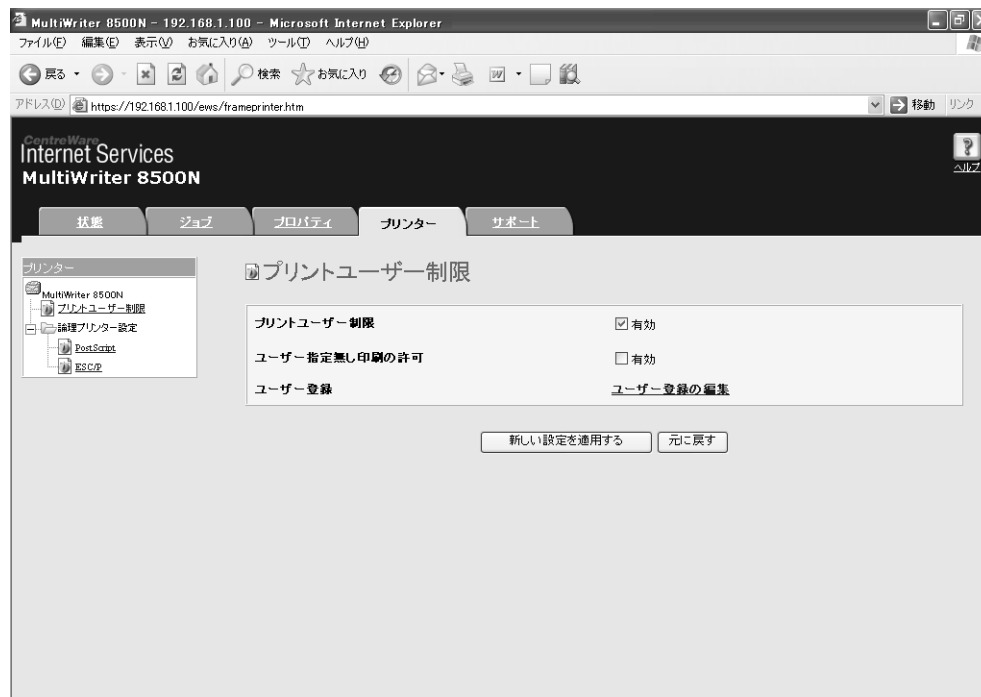 MultiWriter 8500N - 192.168.1.100 - Microsoft Internet Explorer
ファイル(F) 編集(E) 表示(V) お気に入り(A) ツール(T) ヘルプ(H)
戻る 検索 お気に入り
アドレス(D) https://192.168.1.100/ews/frameprinter.htm 移動 リンク
CentreWare
Internet Services
MultiWriter 8500N
ヘルプ
状態 ジョブ プロパティ プリンター サポート
プリンター
MultiWriter 8500N
プリントユーザー制限
論理プリンター設定
PostScript
ESC/P
プリントユーザー制限
プリントユーザー制限 有効
ユーザー指定無し印刷の許可 有効
ユーザー登録 ユーザー登録の編集
新しい設定を適用する 元に戻す